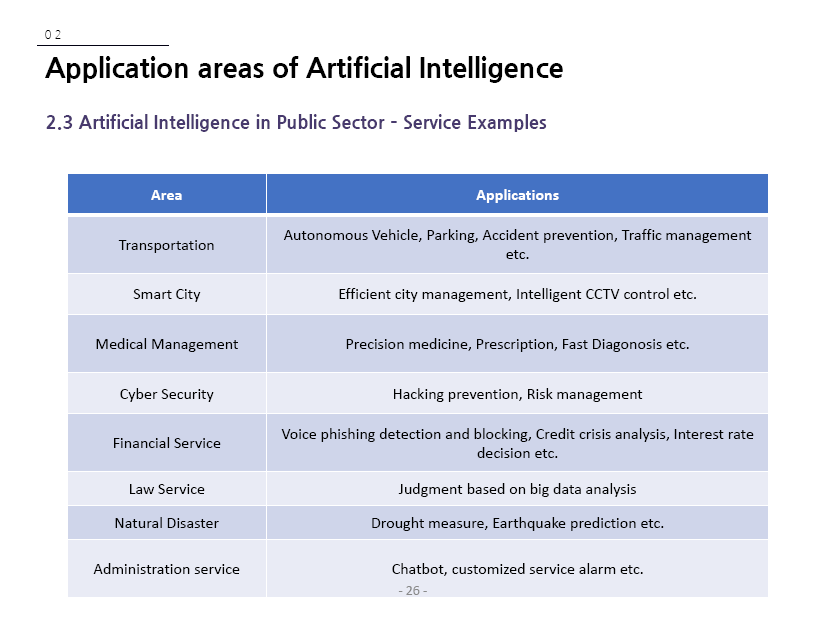 02
Application areas of Artificial Intelligence
2.3 Artificial Intelligence in Public Sector - Service Examples
Area Applications
Transportation Autonomous Vehicle, Parking, Accident prevention, Traffic management
etc.
Smart City Efficient city management, Intelligent CCTV control etc.
Medical Management Precision medicine, Prescription, Fast Diagonosis etc.
Cyber Security Hacking prevention, Risk management
Financial Service Voice phishing detection and blocking, Credit crisis analysis, Interest rate
decision etc.
Law Service Judgment based on big data analysis
Natural Disaster Drought measure, Earthquake prediction etc.
Administration service Chatbot, customized service alarm etc.
- 26 -